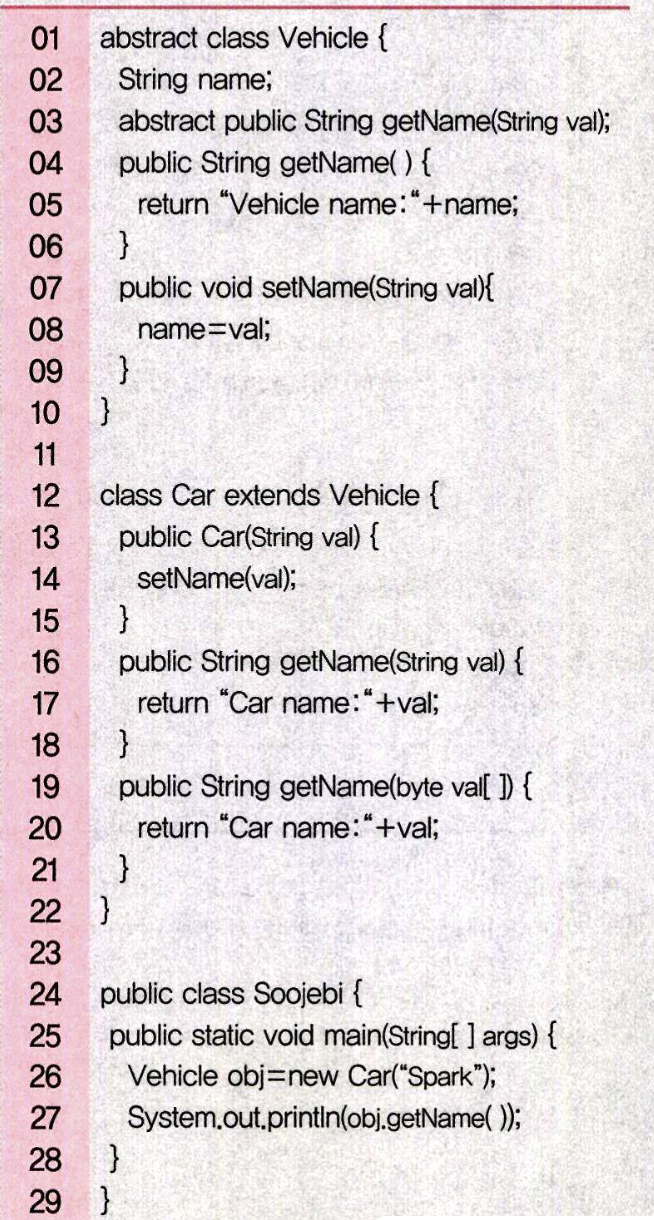 01 abstract class Vehicle {
02 String name;
03 abstract public String getName(String val);
04 public String getName( ) {
05 return “Vehicle name:“+name;
06 }
07 public void setName(String val){
08 name=val;
09 }
10 }
11
12 class Car extends Vehicle {
13 public Car(String val) {
14 setName(val);
15 }
16 public String getName(String val) {
17 return “Car name:“+val;
18 }
19 public String getName(byte val[ ]) {
20 return “Car name:“+val;
21 }
22 }
23
24 public class Soojebi {
25 public static void main(String[ ] args) {
26 Vehicle obj=new Car(“Spark”);
27 System.out.println(obj.getName( ));
28 }
29 }